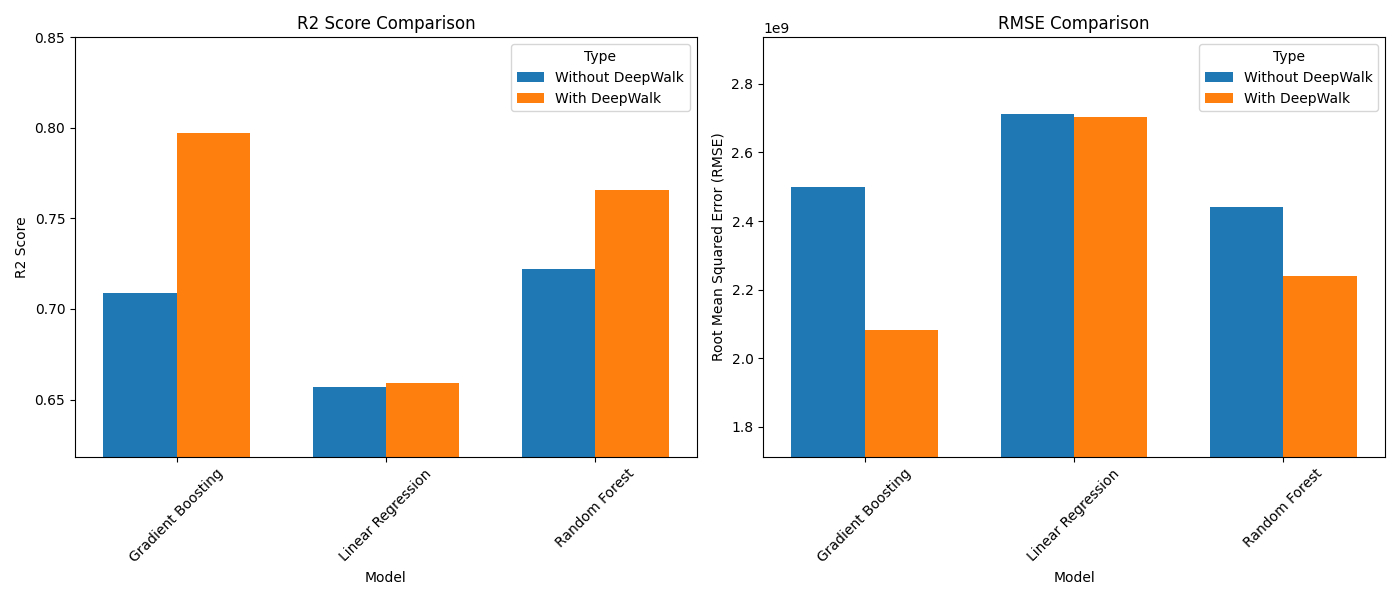 R2 Score Comparison
0.85
0.80
0.75
0.70
0.65
R2 Score
Type
Without DeepWalk
With DeepWalk
Gradient Boosting
Linear Regression
Random Forest
Model
RMSE Comparison
1e9
2.8
2.6
2.4
2.2
2.0
1.8
Root Mean Squared Error (RMSE)
Type
Without DeepWalk
With DeepWalk
Gradient Boosting
Linear Regression
Random Forest
Model